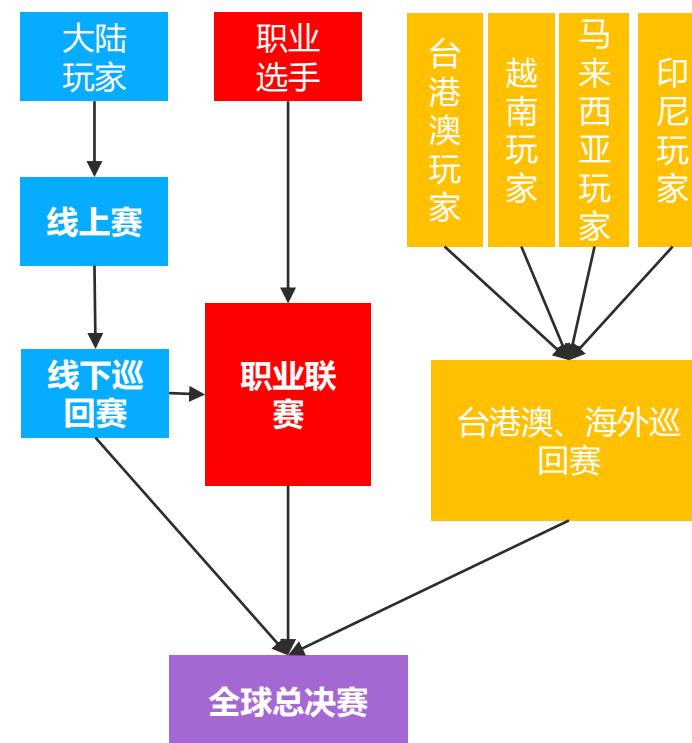 大陆
玩家
职业
选手
台港澳玩家
越南玩家
马来西亚玩家
印尼玩家
线上赛
线下巡
回赛
职业联
赛
台港澳、海外巡
回赛
全球总决赛